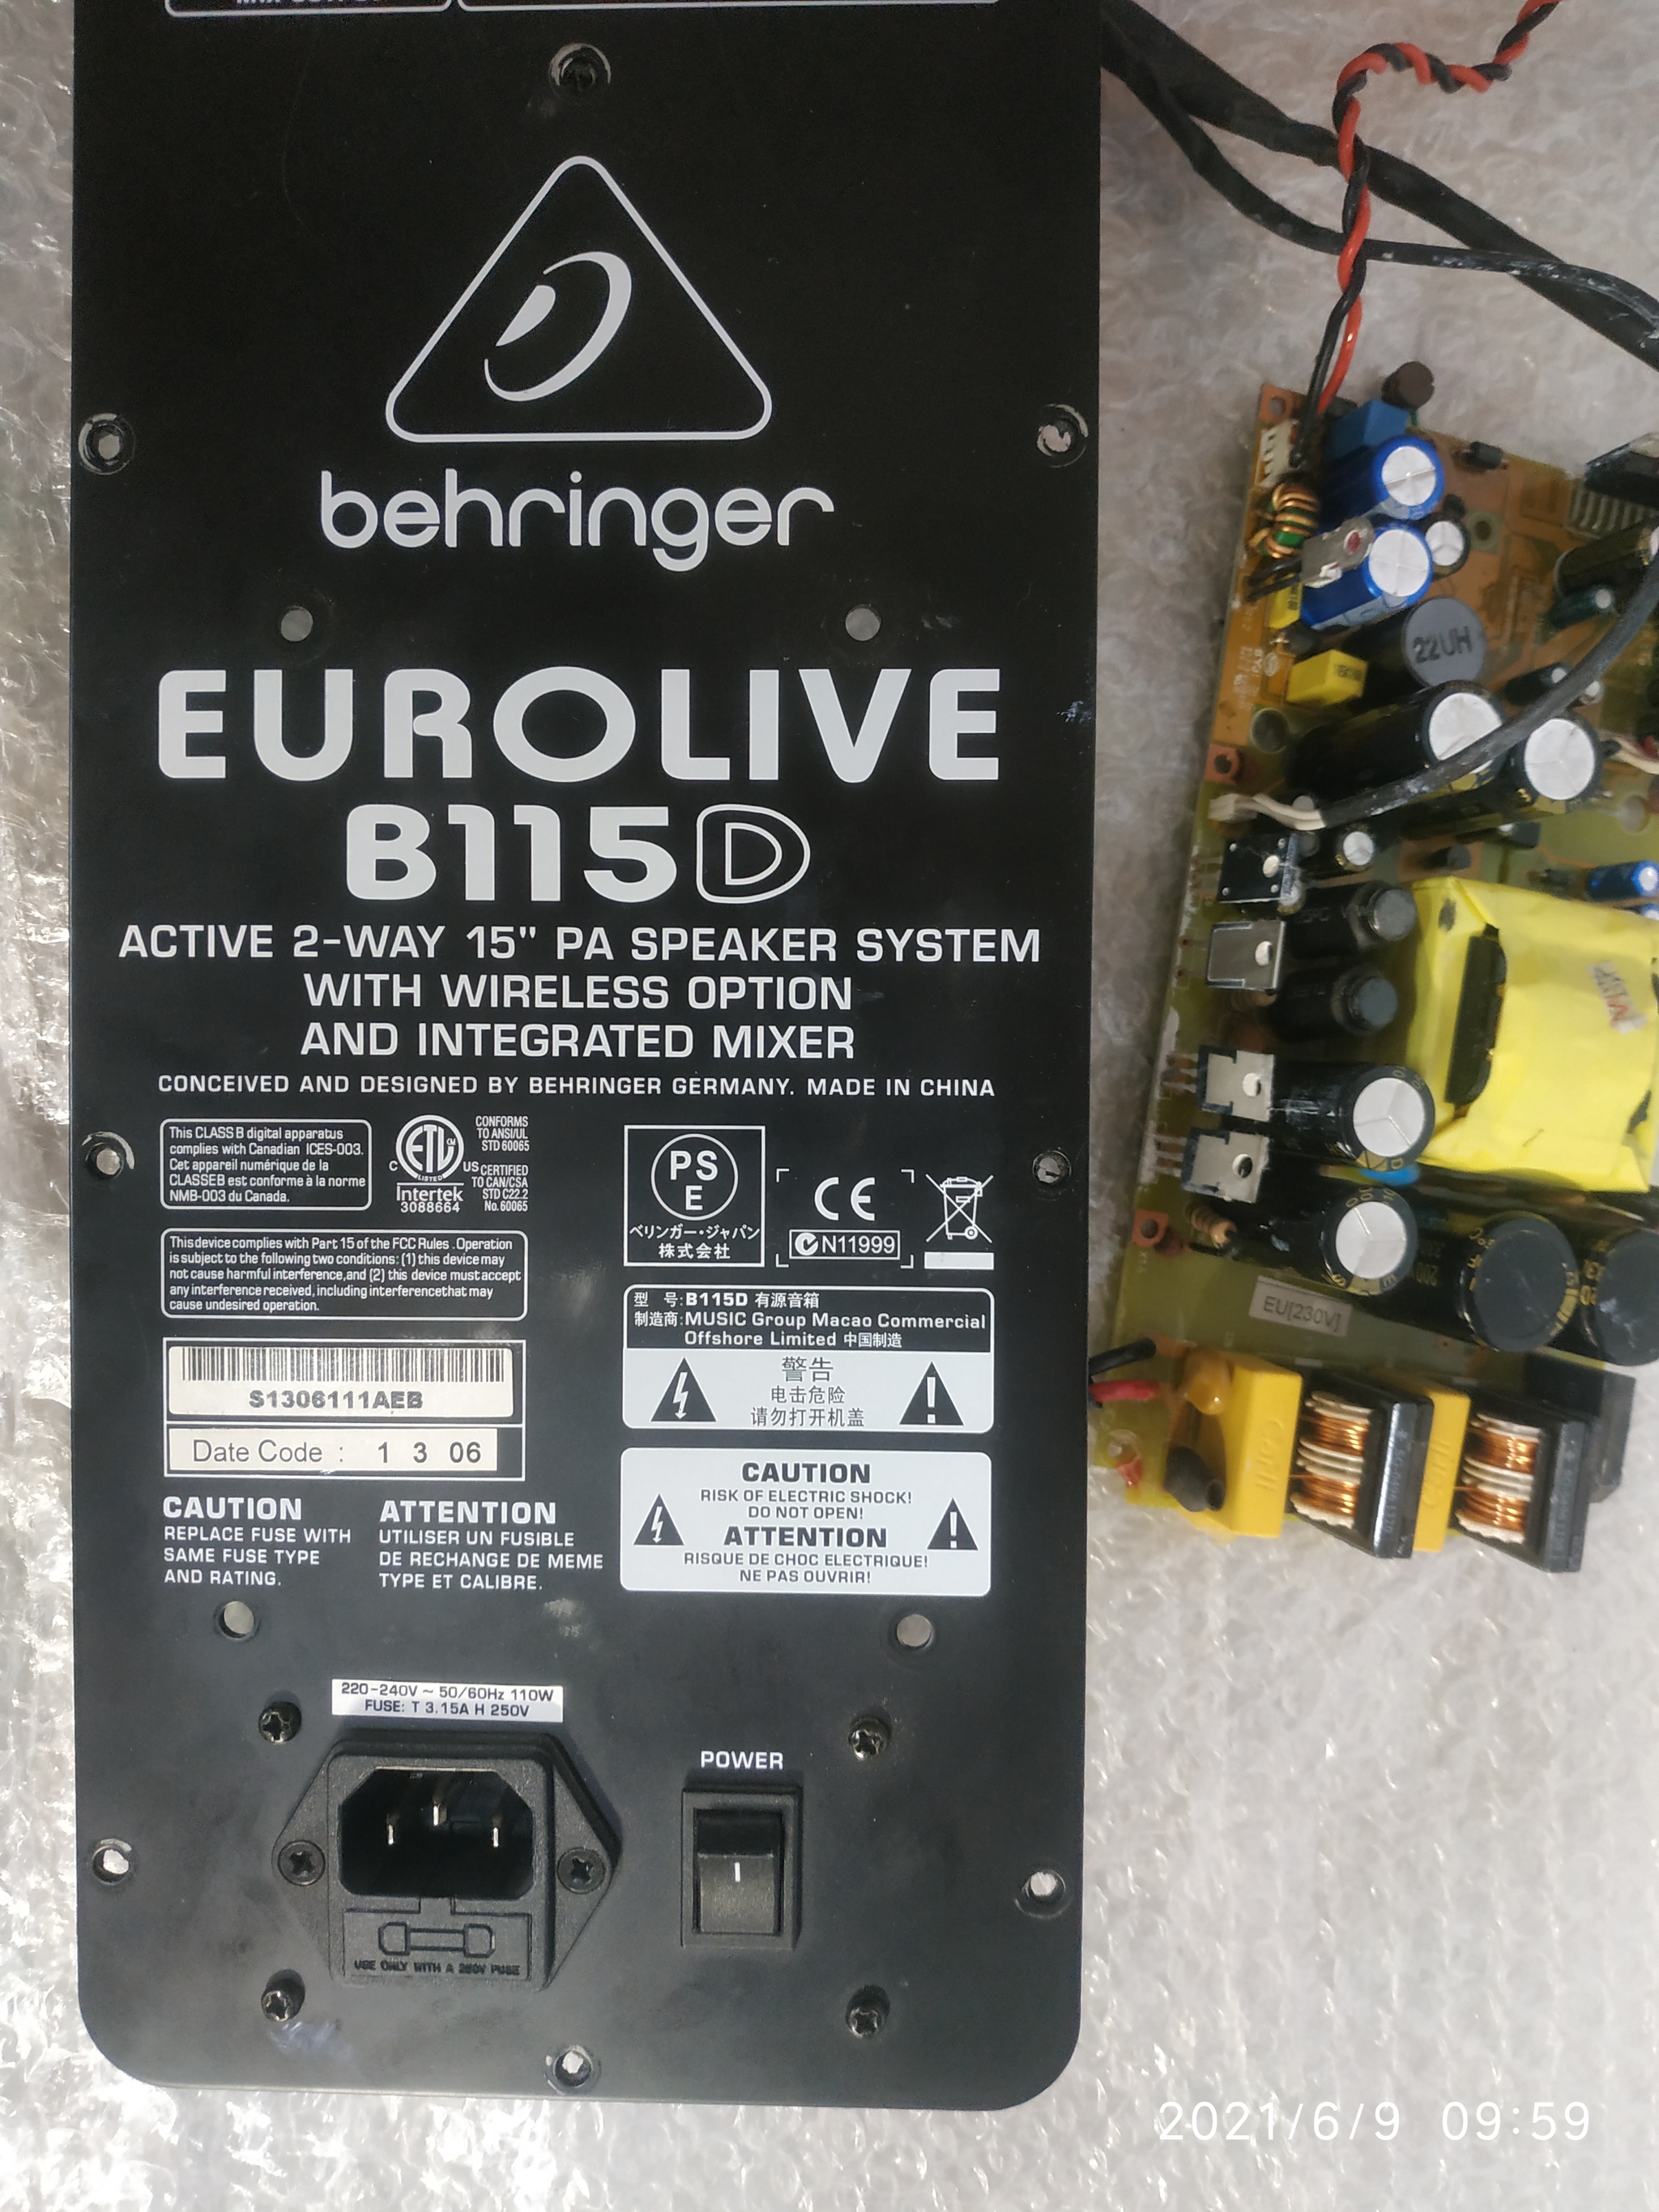 behringer
EUROLIVE
B115D
ACTIVE 2-WAY 15" PA SPEAKER SYSTEM
WITH WIRELESS OPTION
AND INTEGRATED MIXER
CONCEIVED AND DESIGNED BY BEHRINGER GERMANY. MADE IN CHINA
This CLASS B digital apparatus
complies with Canadian ICES-003.
Cet appareil numérique de la
CLASSE B est conforme à la norme
NMB-003 du Canada.
ETL CM
LISTED
C US
Intertek
3088664
CONFORMS
TO ANSI/UL
STD 60065
CERTIFIED
TO CAN/CSA
STD C22.2
No. 60065
This device complies with Part 15 of the FCC Rules . Operation
is subject to the following two conditions: (1) this device may
not cause harmful interference,and (2) this device must accept
any interference received, including interference that may
cause undesired operation.
PS
E
ベリンガー・ジャパン
株式会社
CE
N11999
型 号:B115D 有源音箱
制造商:MUSIC Group Macao Commercial
Offshore Limited 中国制造
警告
电击危险
请勿打开机盖
S1306111AEB
Date Code : 1 3 06
CAUTION
REPLACE FUSE WITH
SAME FUSE TYPE
AND RATING.
ATTENTION
UTILISER UN FUSIBLE
DE RECHANGE DE MEME
TYPE ET CALIBRE.
CAUTION
RISK OF ELECTRIC SHOCK!
DO NOT OPEN!
ATTENTION
RISQUE DE CHOC ELECTRIQUE!
NE PAS OUVRIR!
220-240V ~ 50/60Hz 110W
FUSE: T 3.15A H 250V
POWER
USE ONLY WITH A 250V FUSE
22UH
EU[230V]
2021/6/9 09:59